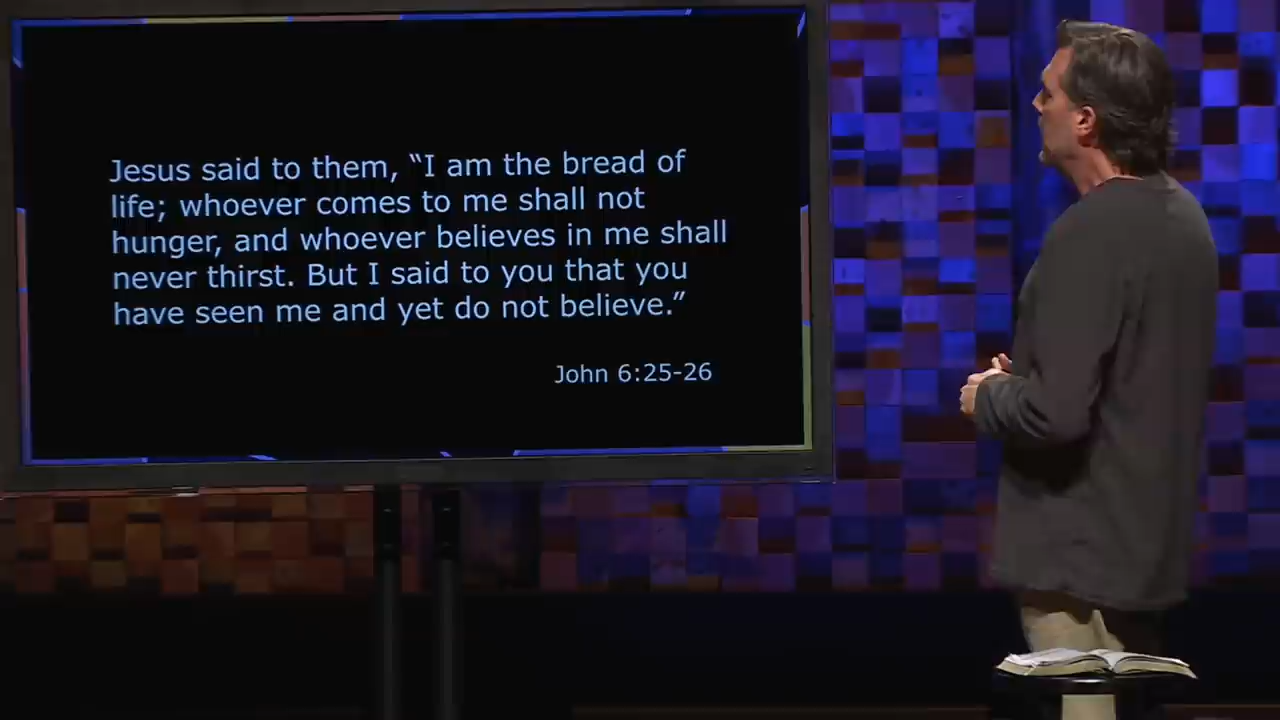 Jesus said to them, “I am the bread of
life; whoever comes to me shall not
hunger, and whoever believes in me shall
never thirst. But I said to you that you
have seen me and yet do not believe.”
John 6:25-26